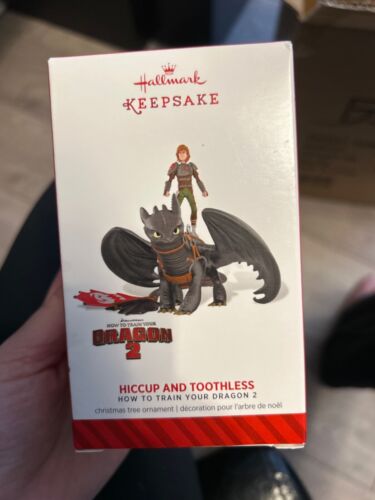 Hallmark
KEEPSAKE
HOW TO TRAIN YOUR
DRAGON
2
HICCUP AND TOOTHLESS
HOW TO TRAIN YOUR DRAGON 2
christmas tree ornament | décoration pour l'arbre de noël